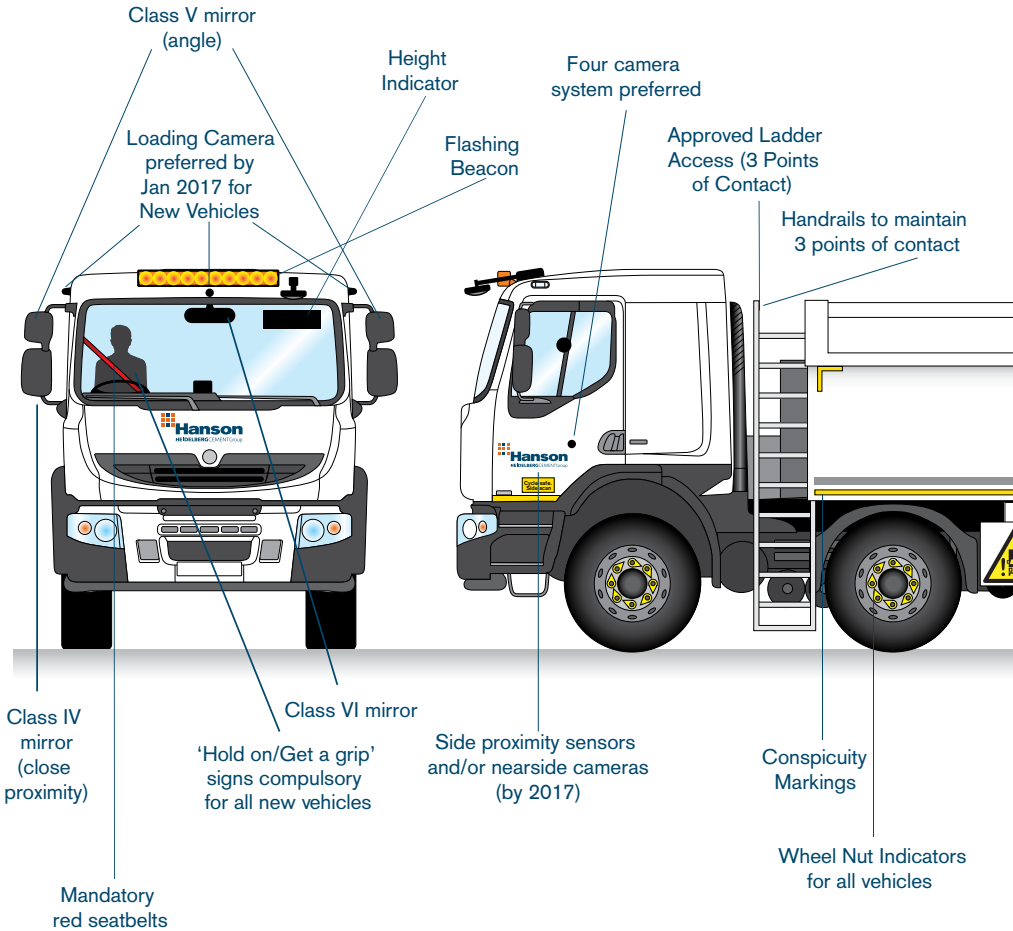 Class V mirror
(angle)
Height
Indicator
Four camera
system preferred
Loading Camera
preferred by
Jan 2017 for
New Vehicles
Flashing
Beacon
Approved Ladder
Access (3 Points
of Contact)
Handrails to maintain
3 points of contact
Hanson
HEIDELBERGCEMENTGroup
Hanson
HEIDELBERGCEMENTGroup
Cycle safe.
Side scan
Class IV
mirror
(close
proximity)
Class VI mirror
'Hold on/Get a grip'
signs compulsory
for all new vehicles
Side proximity sensors
and/or nearside cameras
(by 2017)
Conspicuity
Markings
Wheel Nut Indicators
for all vehicles
Mandatory
red seatbelts